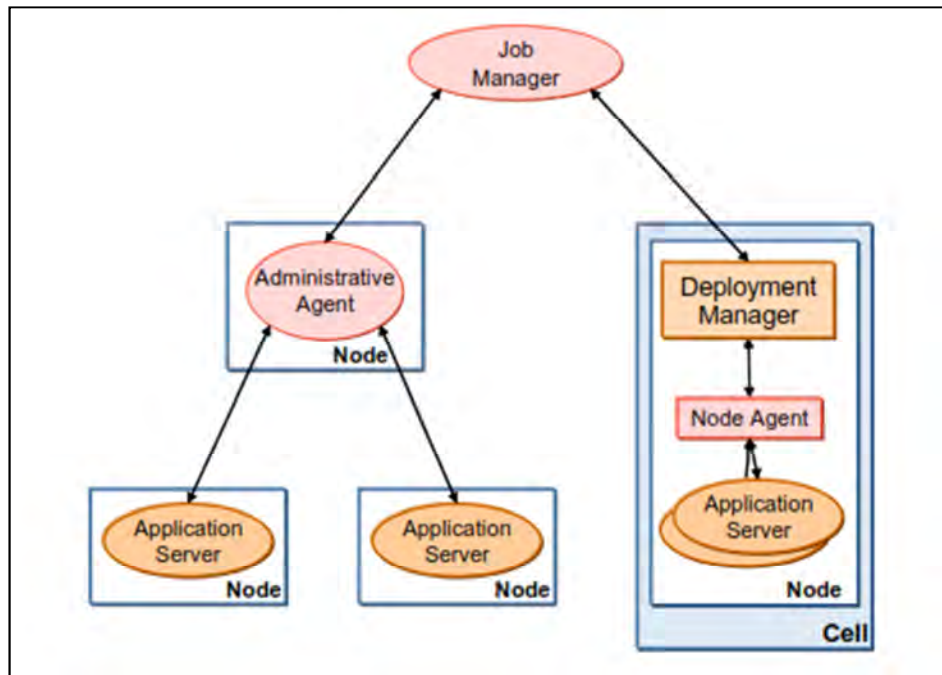 Job
Manager
Administrative
Agent
Node
Deployment
Manager
Node Agent
Application
Server
Node
Application
Server
Node
Application
Server
Node
Cell